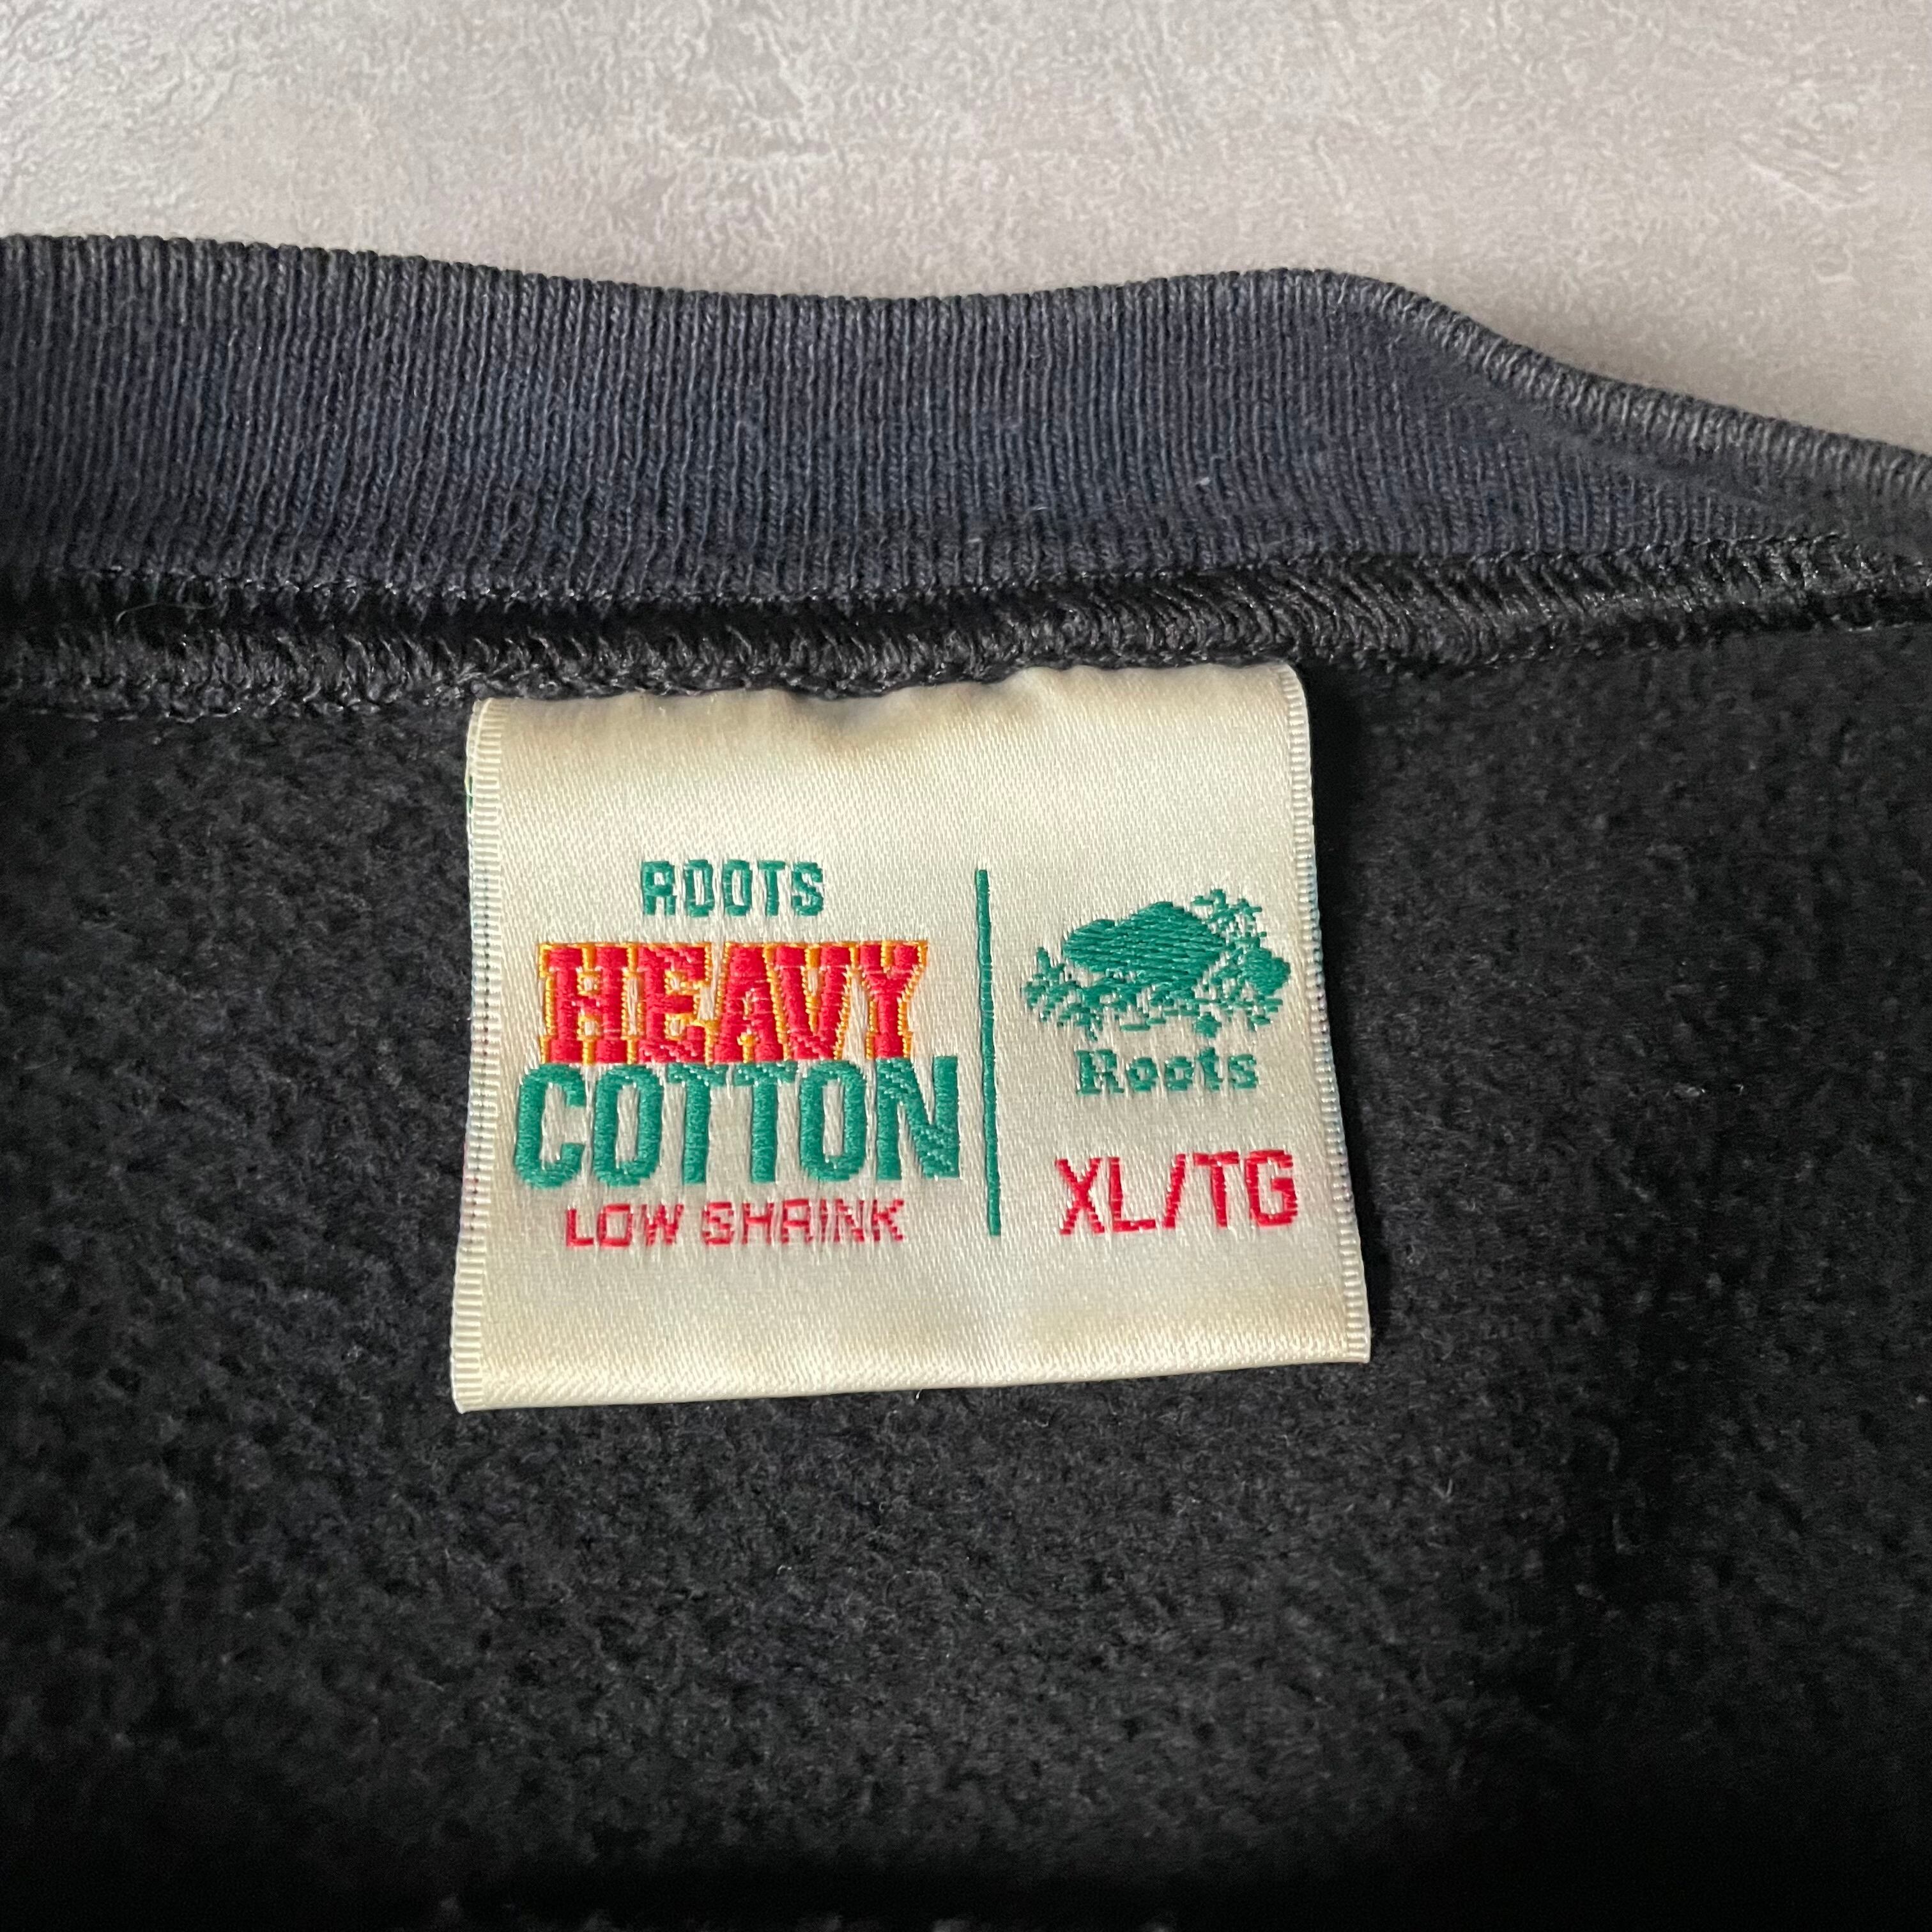 ROOTS
HEAVY
COTTON
LOW SHRINK
Roots
XL/TG